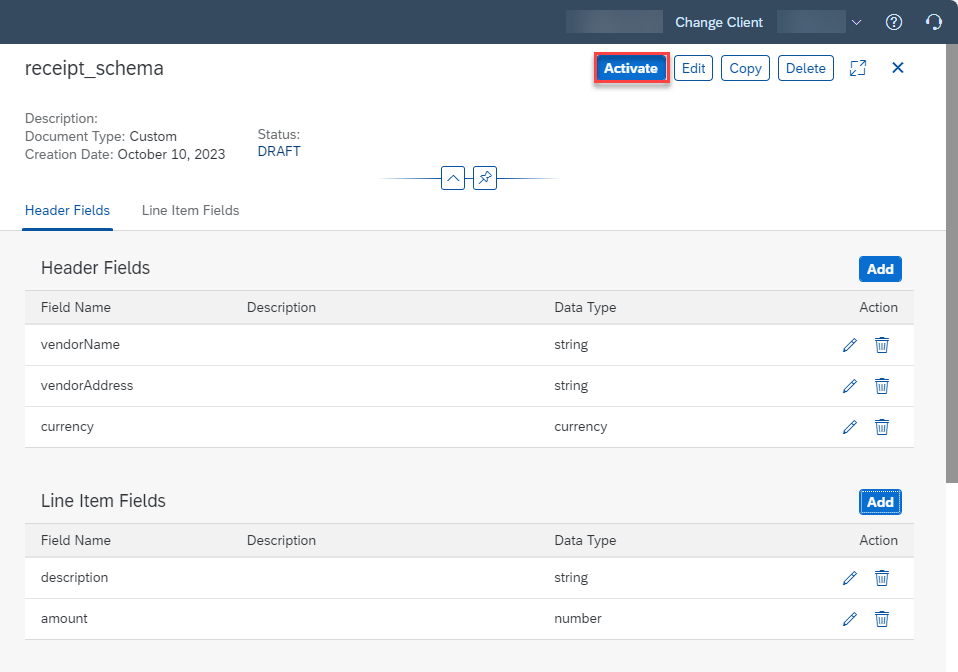 Change Client
receipt_schema
Activate Edit Copy Delete
Description:
Document Type: Custom
Creation Date: October 10, 2023
Status:
DRAFT
Header Fields Line Item Fields
Header Fields Add
Field Name Description Data Type Action
vendorName string
vendorAddress string
currency currency
Line Item Fields Add
Field Name Description Data Type Action
description string
amount number